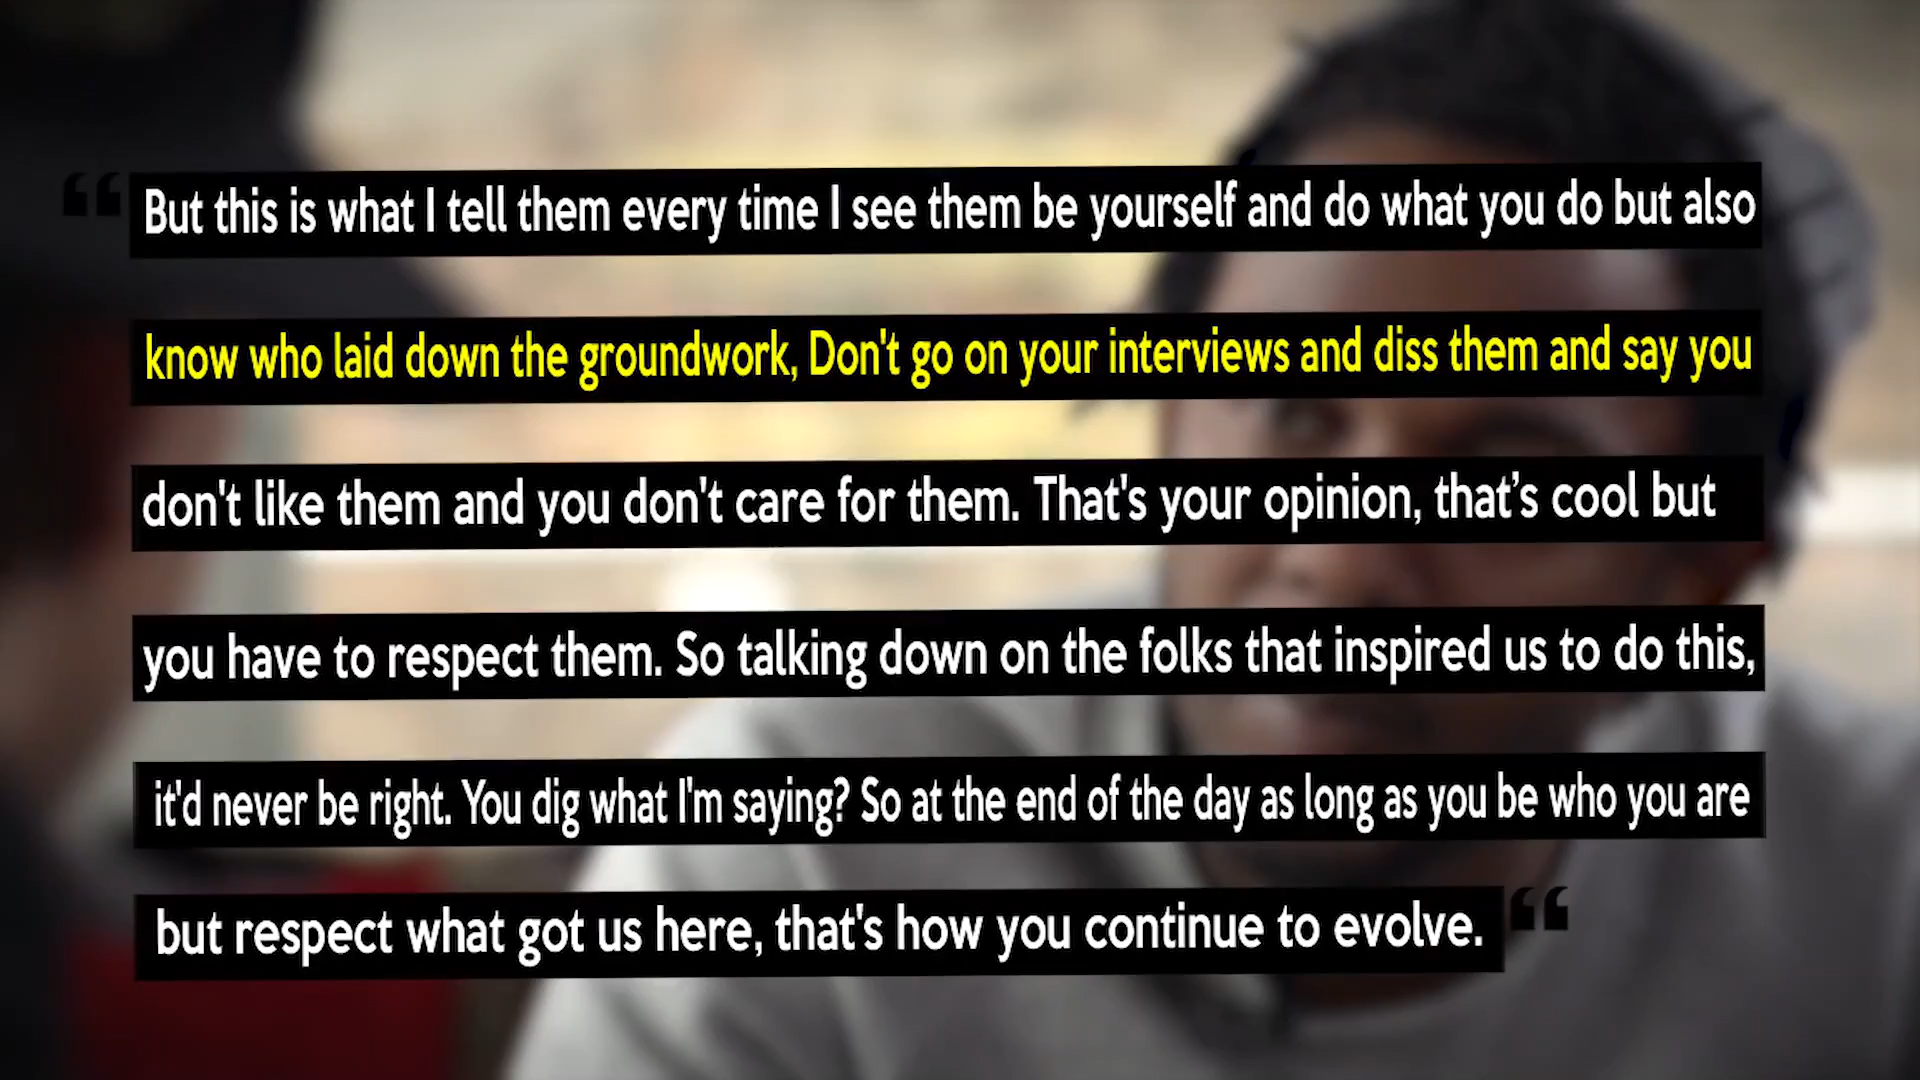 “ But this is what I tell them every time I see them be yourself and do what you do but also
know who laid down the groundwork, Don't go on your interviews and diss them and say you
don't like them and you don't care for them. That's your opinion, that’s cool but
you have to respect them. So talking down on the folks that inspired us to do this,
it'd never be right. You dig what I'm saying? So at the end of the day as long as you be who you are
but respect what got us here, that's how you continue to evolve. “